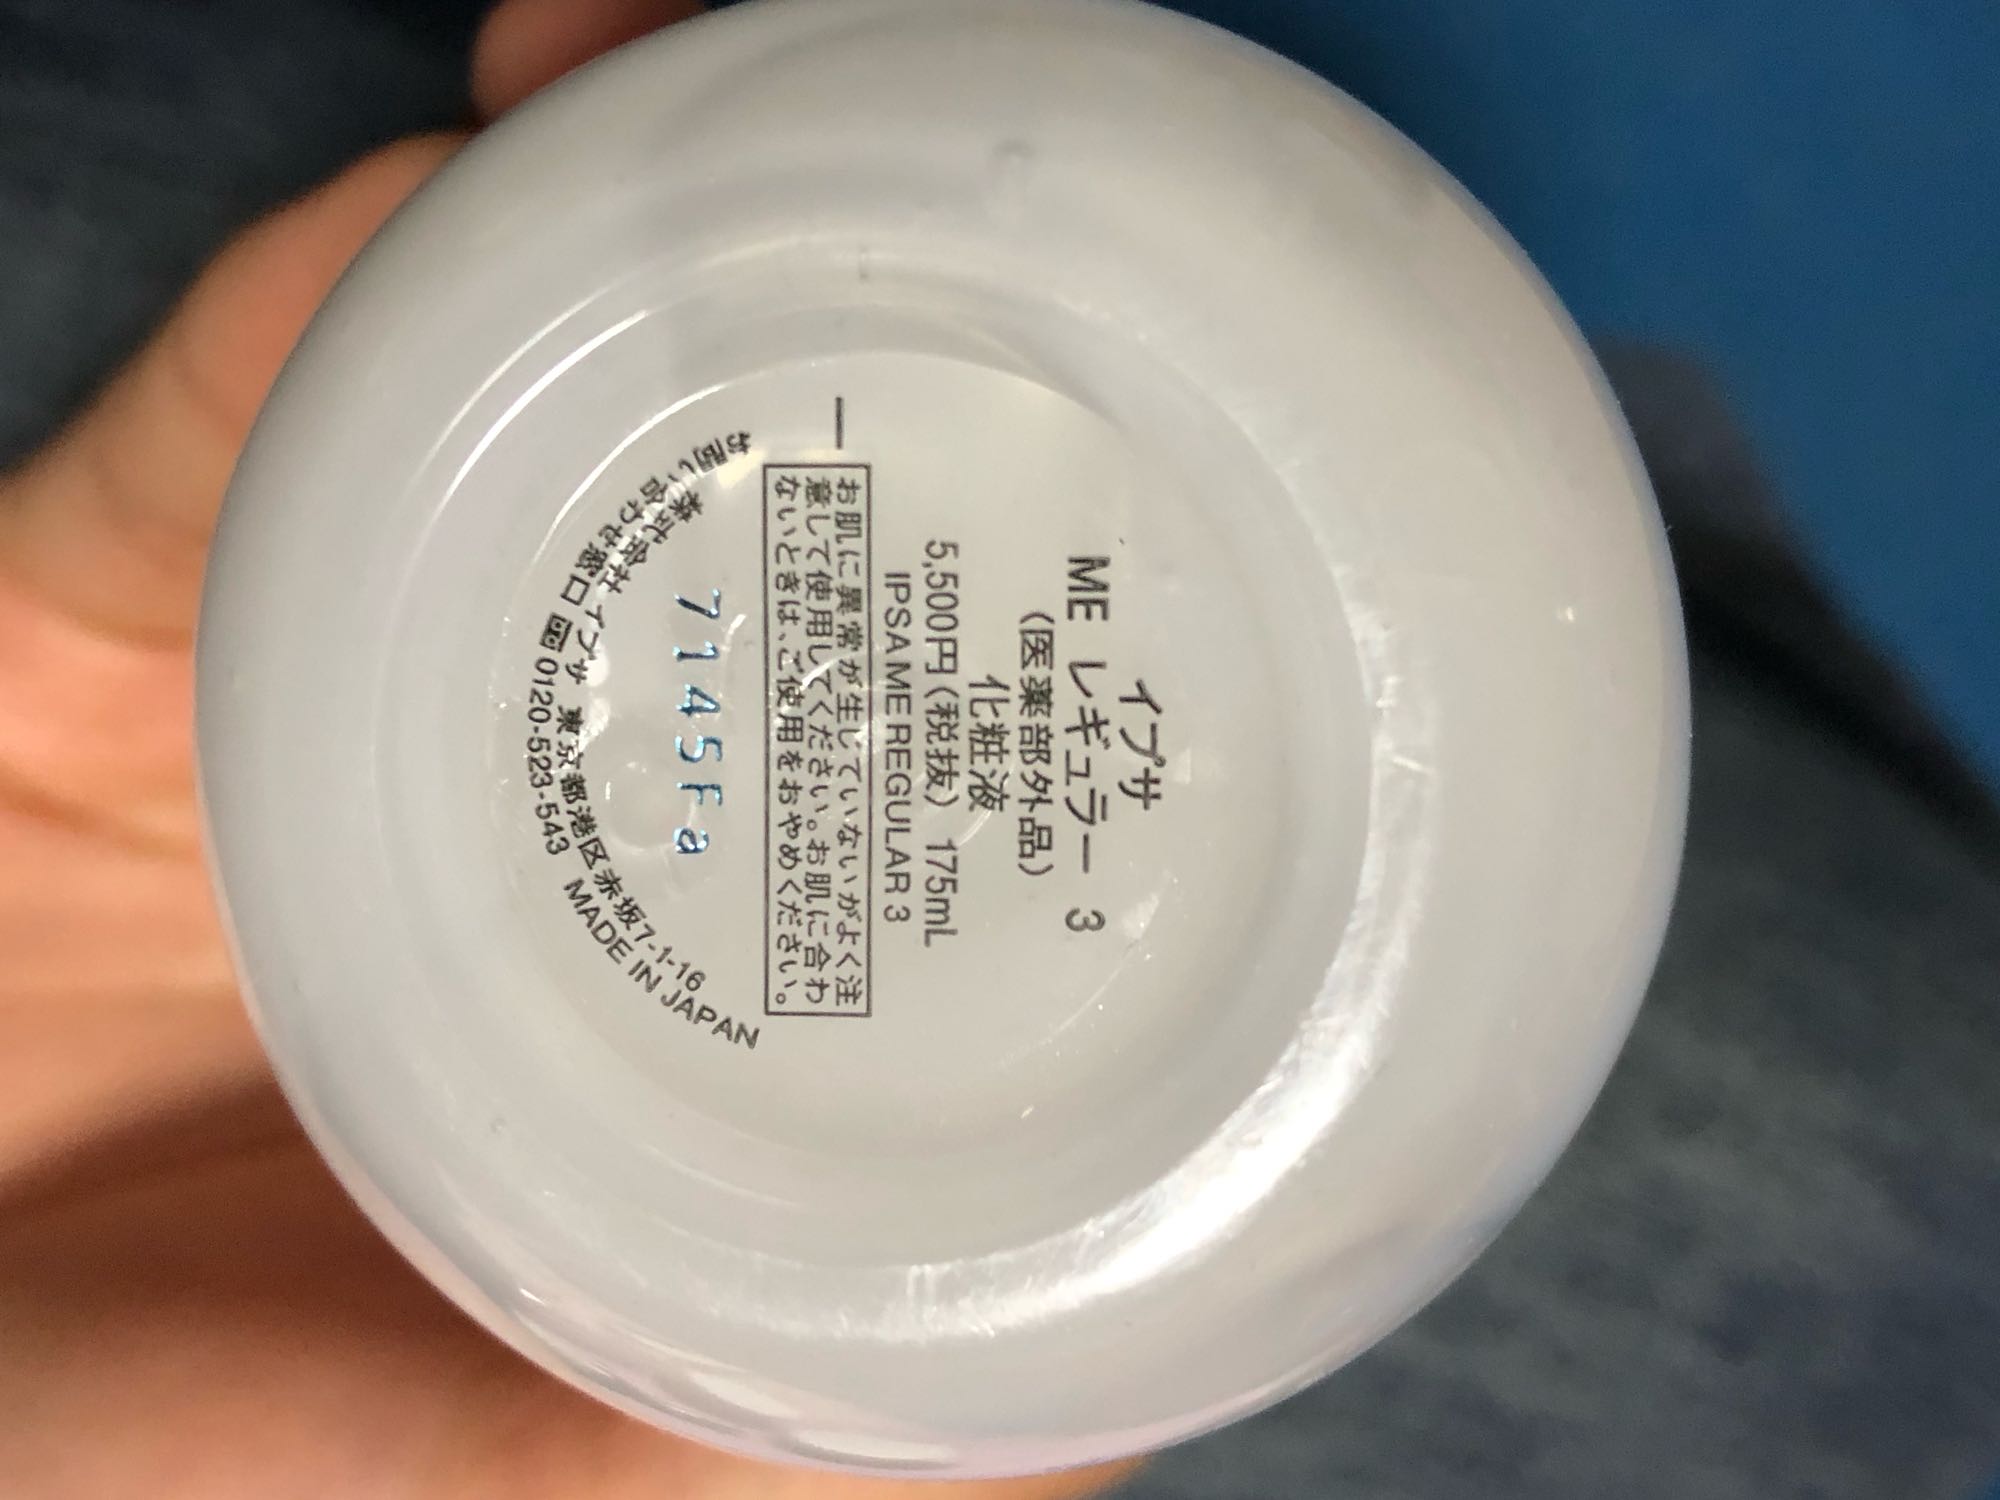 イプサ
ME レギュラー 3
(医薬部外品)
化粧液
5,500円(税抜) 175mL
IPSA ME REGULAR 3
お肌に異常が生じていないかよく注
意して使用してください。お肌に合わ
ないときは、ご使用をおやめください。
7145Fa
株式会社 イプサ 東京都港区赤坂7-1-16
お問い合わせ窓口 0120-523-543 MADE IN JAPAN